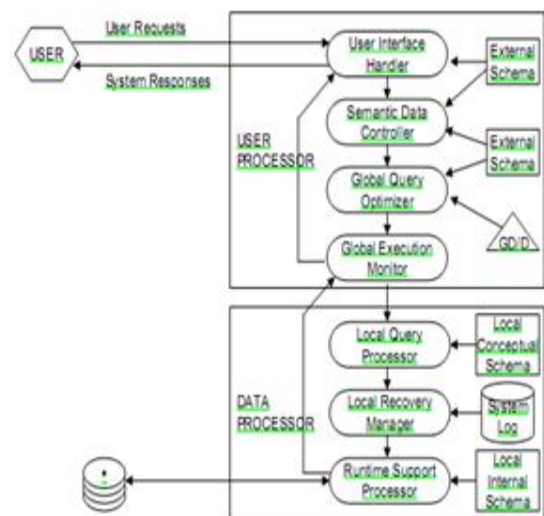 User Requests
USER
System Responses
User Interface
Handler
External
Schema
Semantic Data
Controller
USER
PROCESSOR
External
Schema
Global Query
Optimizer
GD/D
Global Execution
Monitor
Local Query
Processor
Local
Conceptual
Schema
DATA
PROCESSOR
Local Recovery
Manager
System
Log
Runtime Support
Processor
Local
Internal
Schema